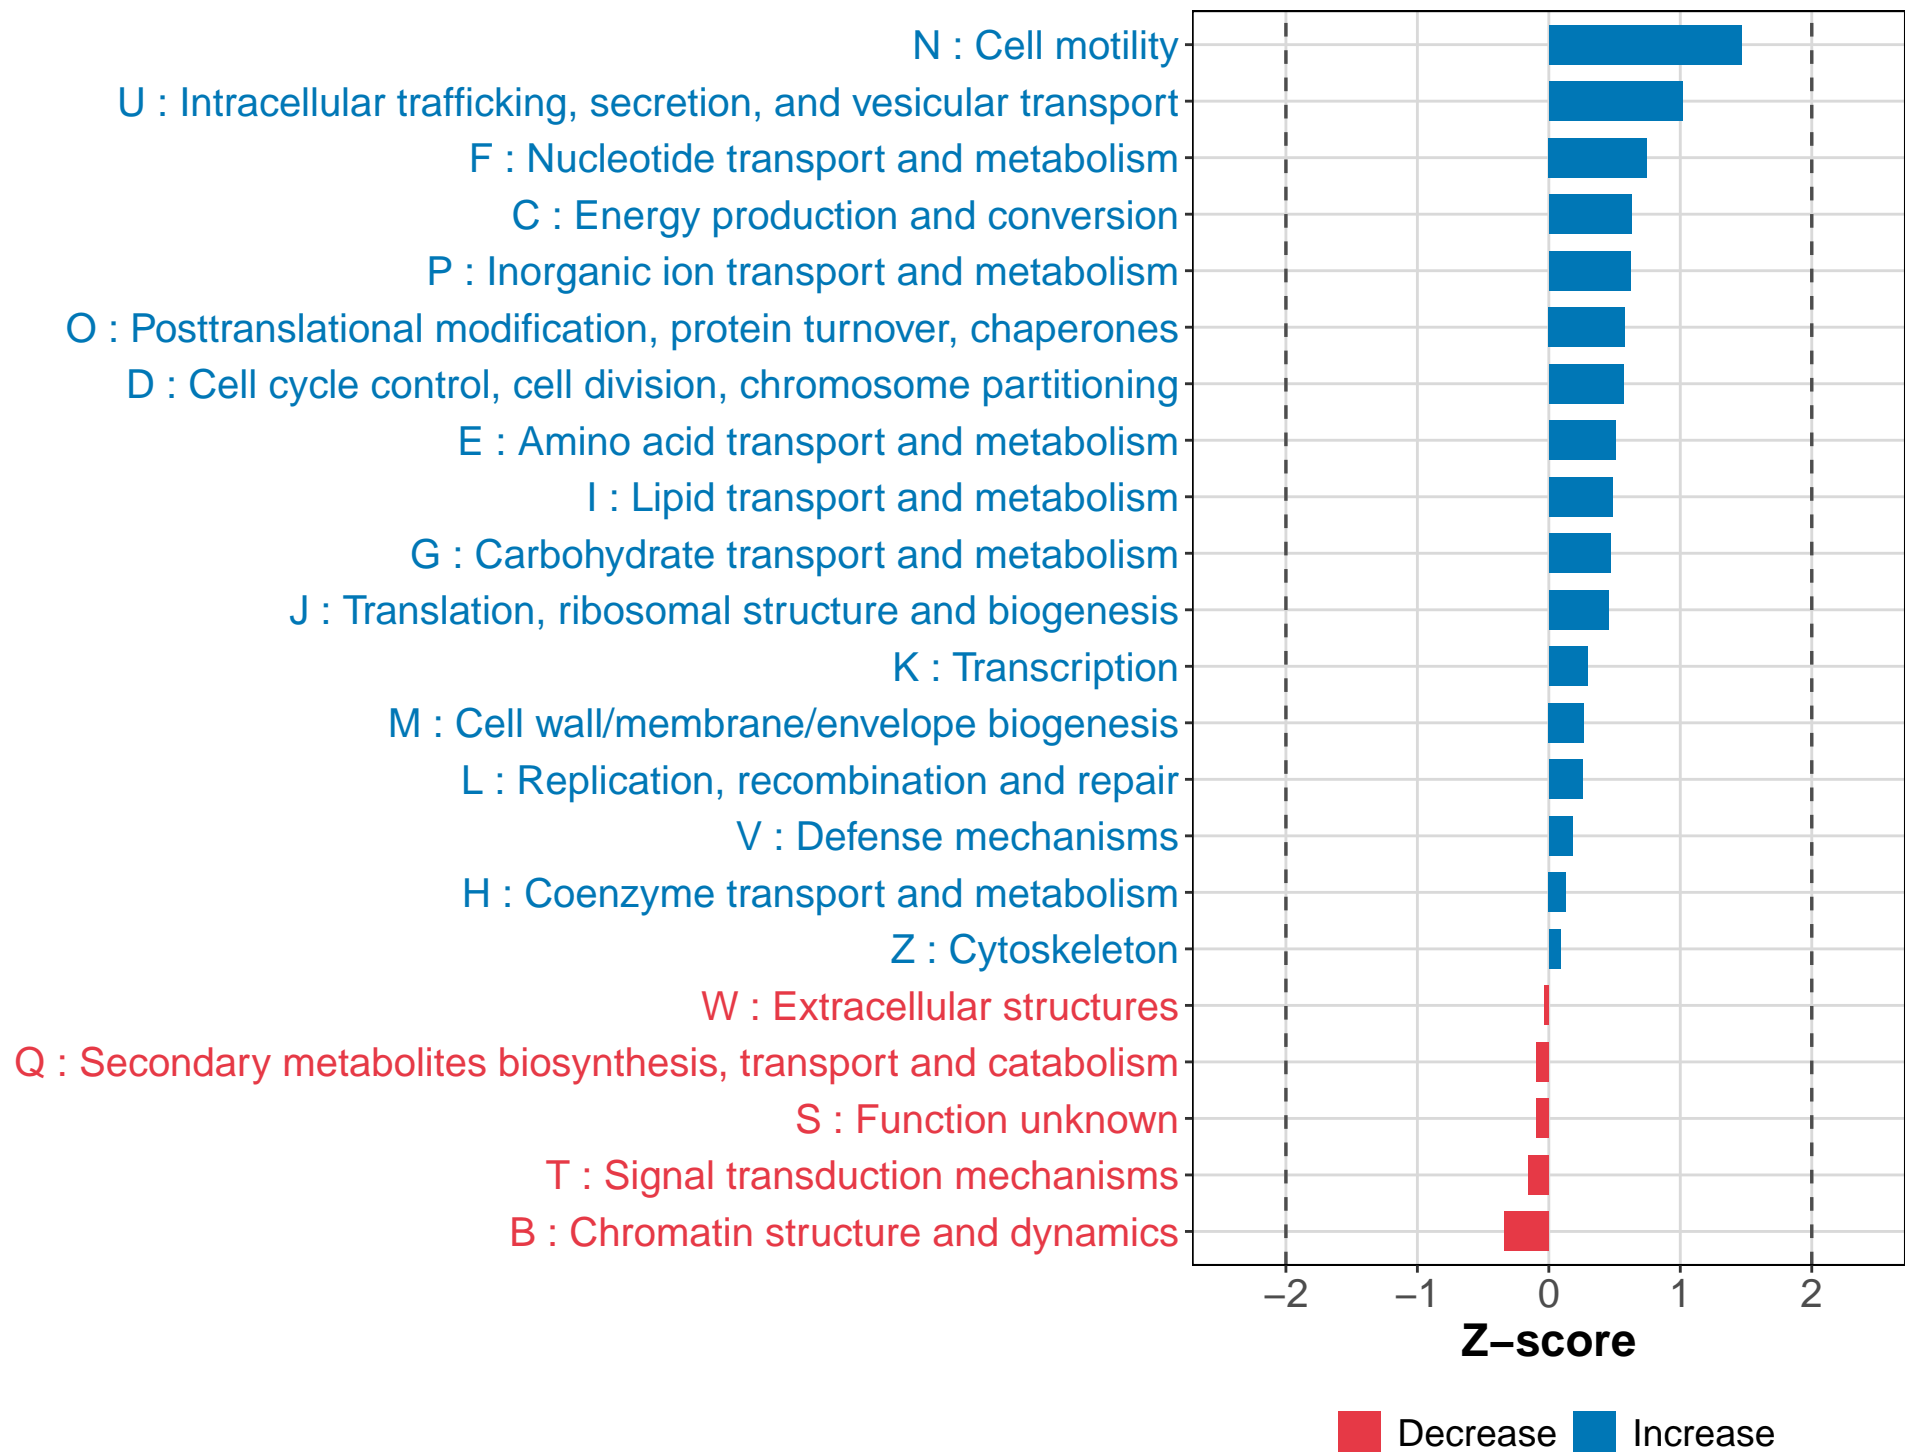 N : Cell motility
U : Intracellular trafficking, secretion, and vesicular transport
F : Nucleotide transport and metabolism
C : Energy production and conversion
P : Inorganic ion transport and metabolism
O : Posttranslational modification, protein turnover, chaperones
D : Cell cycle control, cell division, chromosome partitioning
E : Amino acid transport and metabolism
I : Lipid transport and metabolism
G : Carbohydrate transport and metabolism
J : Translation, ribosomal structure and biogenesis
K : Transcription
M : Cell wall/membrane/envelope biogenesis
L : Replication, recombination and repair
V : Defense mechanisms
H : Coenzyme transport and metabolism
Z : Cytoskeleton
W : Extracellular structures
Q : Secondary metabolites biosynthesis, transport and catabolism
S : Function unknown
T : Signal transduction mechanisms
B : Chromatin structure and dynamics
−2 −1 0 1 2
Z−score
Decrease Increase